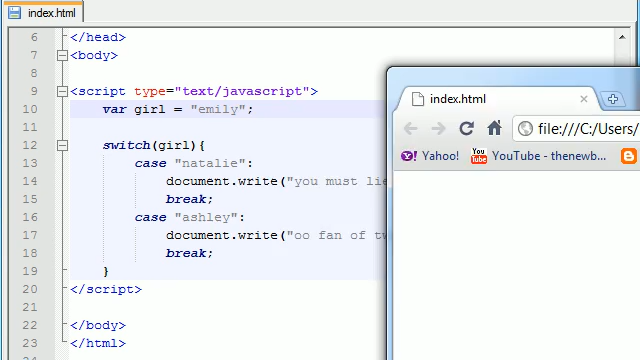 index.html
6 </head>
7 <body>
8
9 <script type="text/javascript">
10 var girl = "emily";
11
12 switch(girl){
13 case "natalie":
14 document.write("you must lie
15 break;
16 case "ashley":
17 document.write("oo fan of tw
18 break;
19 }
20 </script>
21
22 </body>
23 </html>
index.html
file:///C:/Users/
Yahoo! YouTube - thenewb...